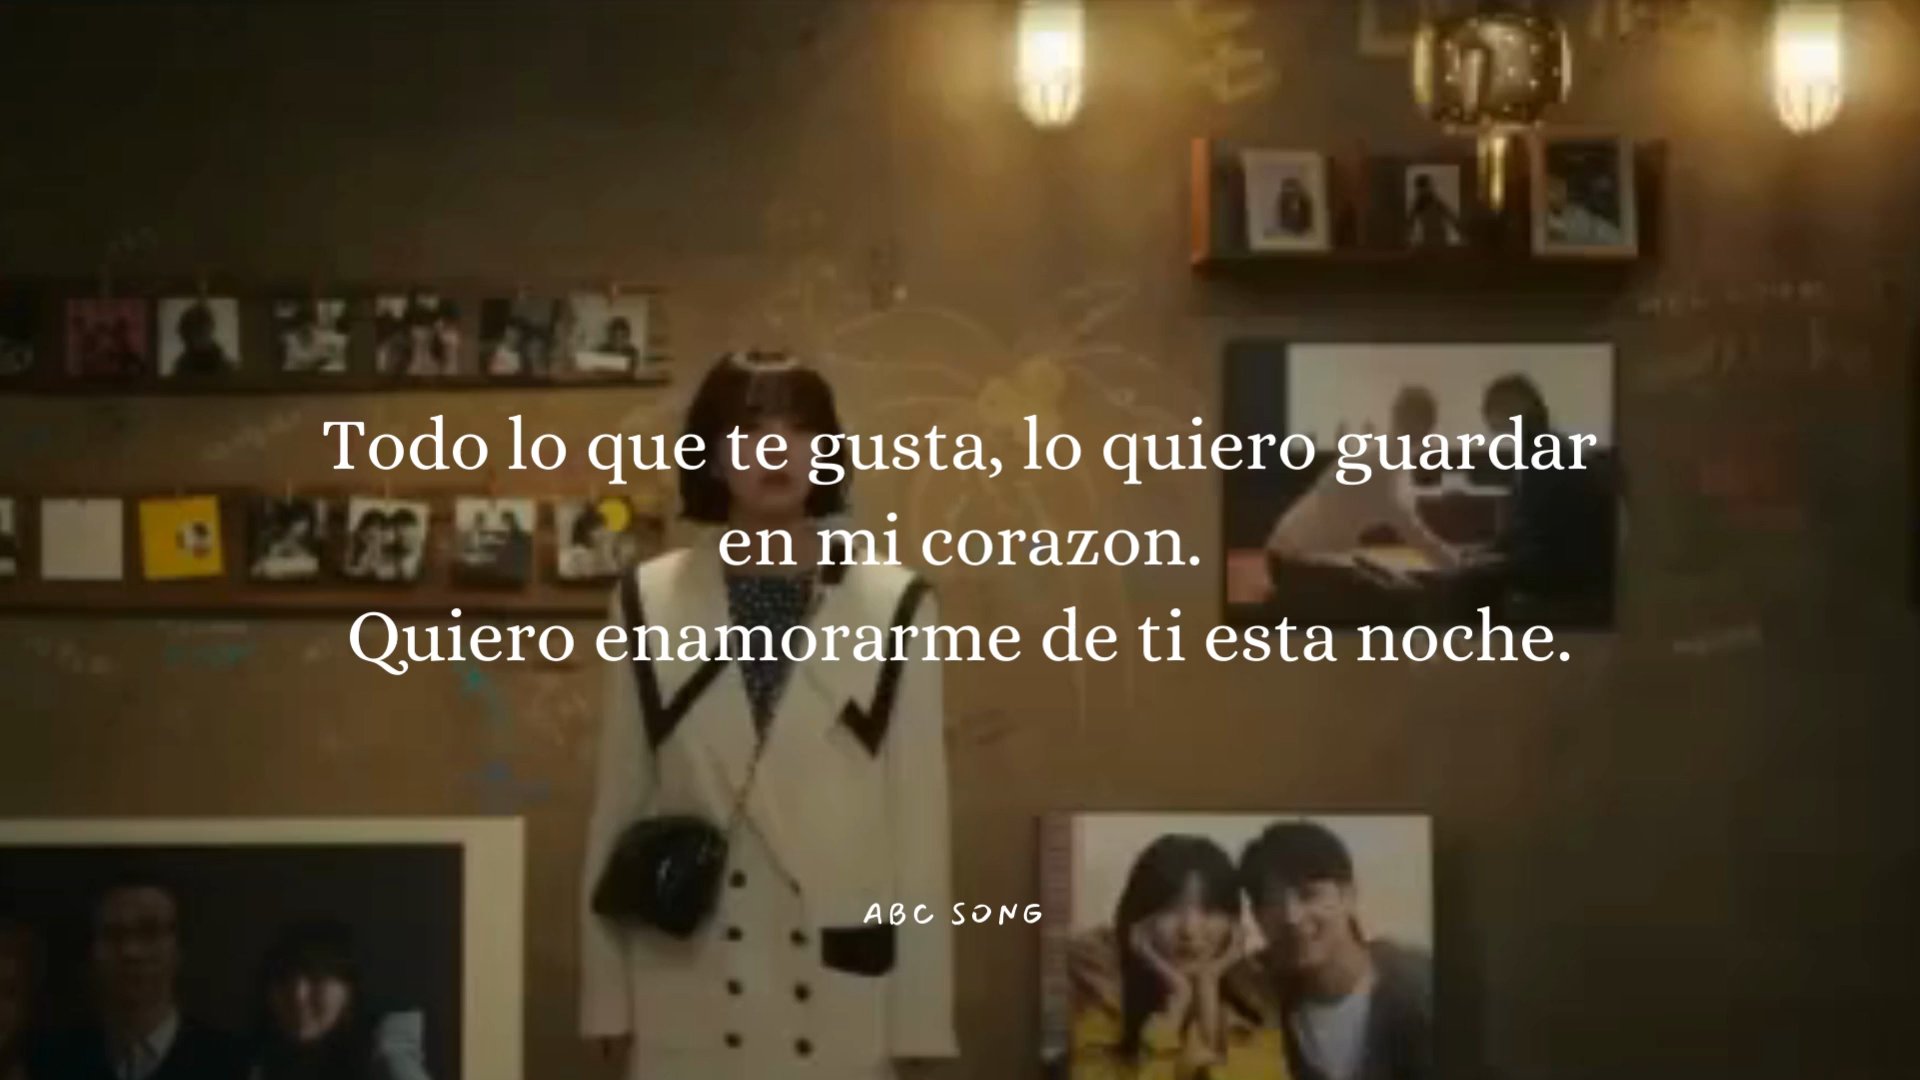 Todo lo que te gusta, lo quiero guardar
en mi corazon.
Quiero enamorarme de ti esta noche.
ABC SONG